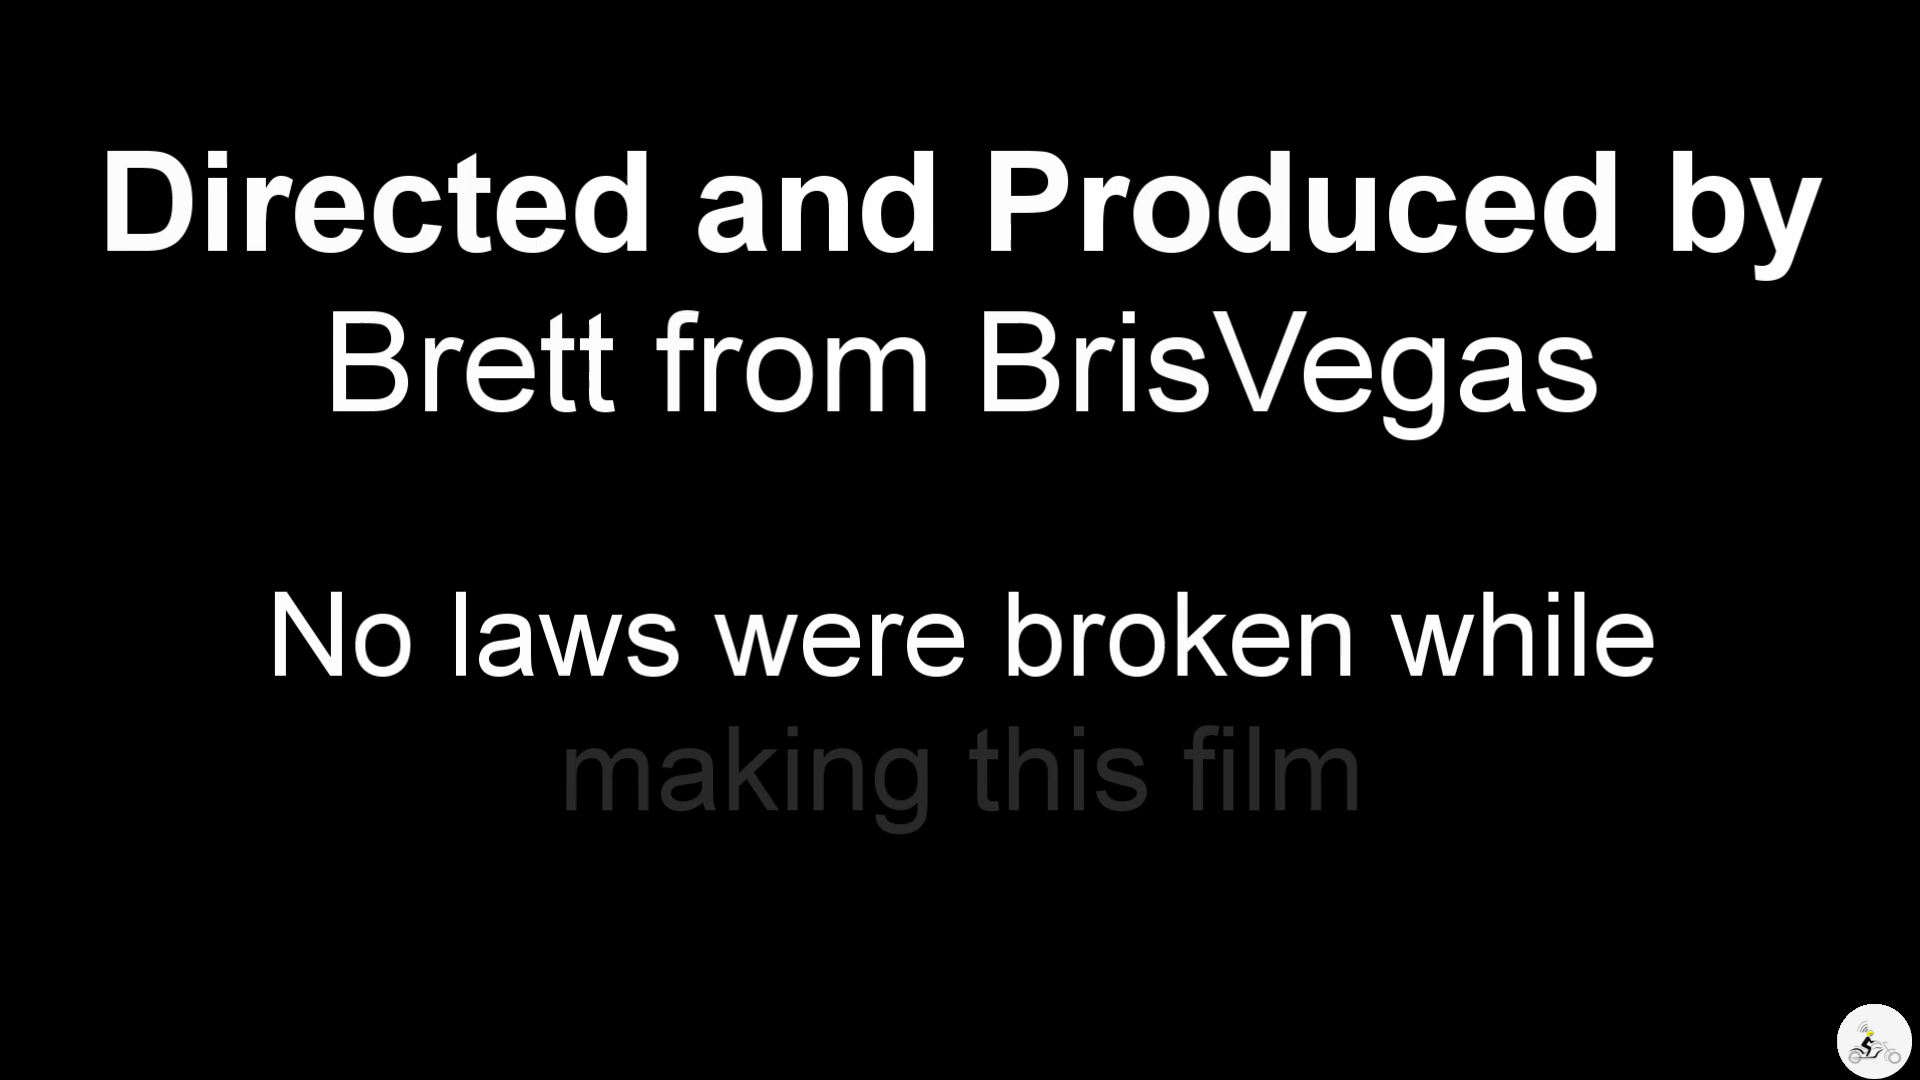 Directed and Produced by
Brett from BrisVegas
No laws were broken while
making this film